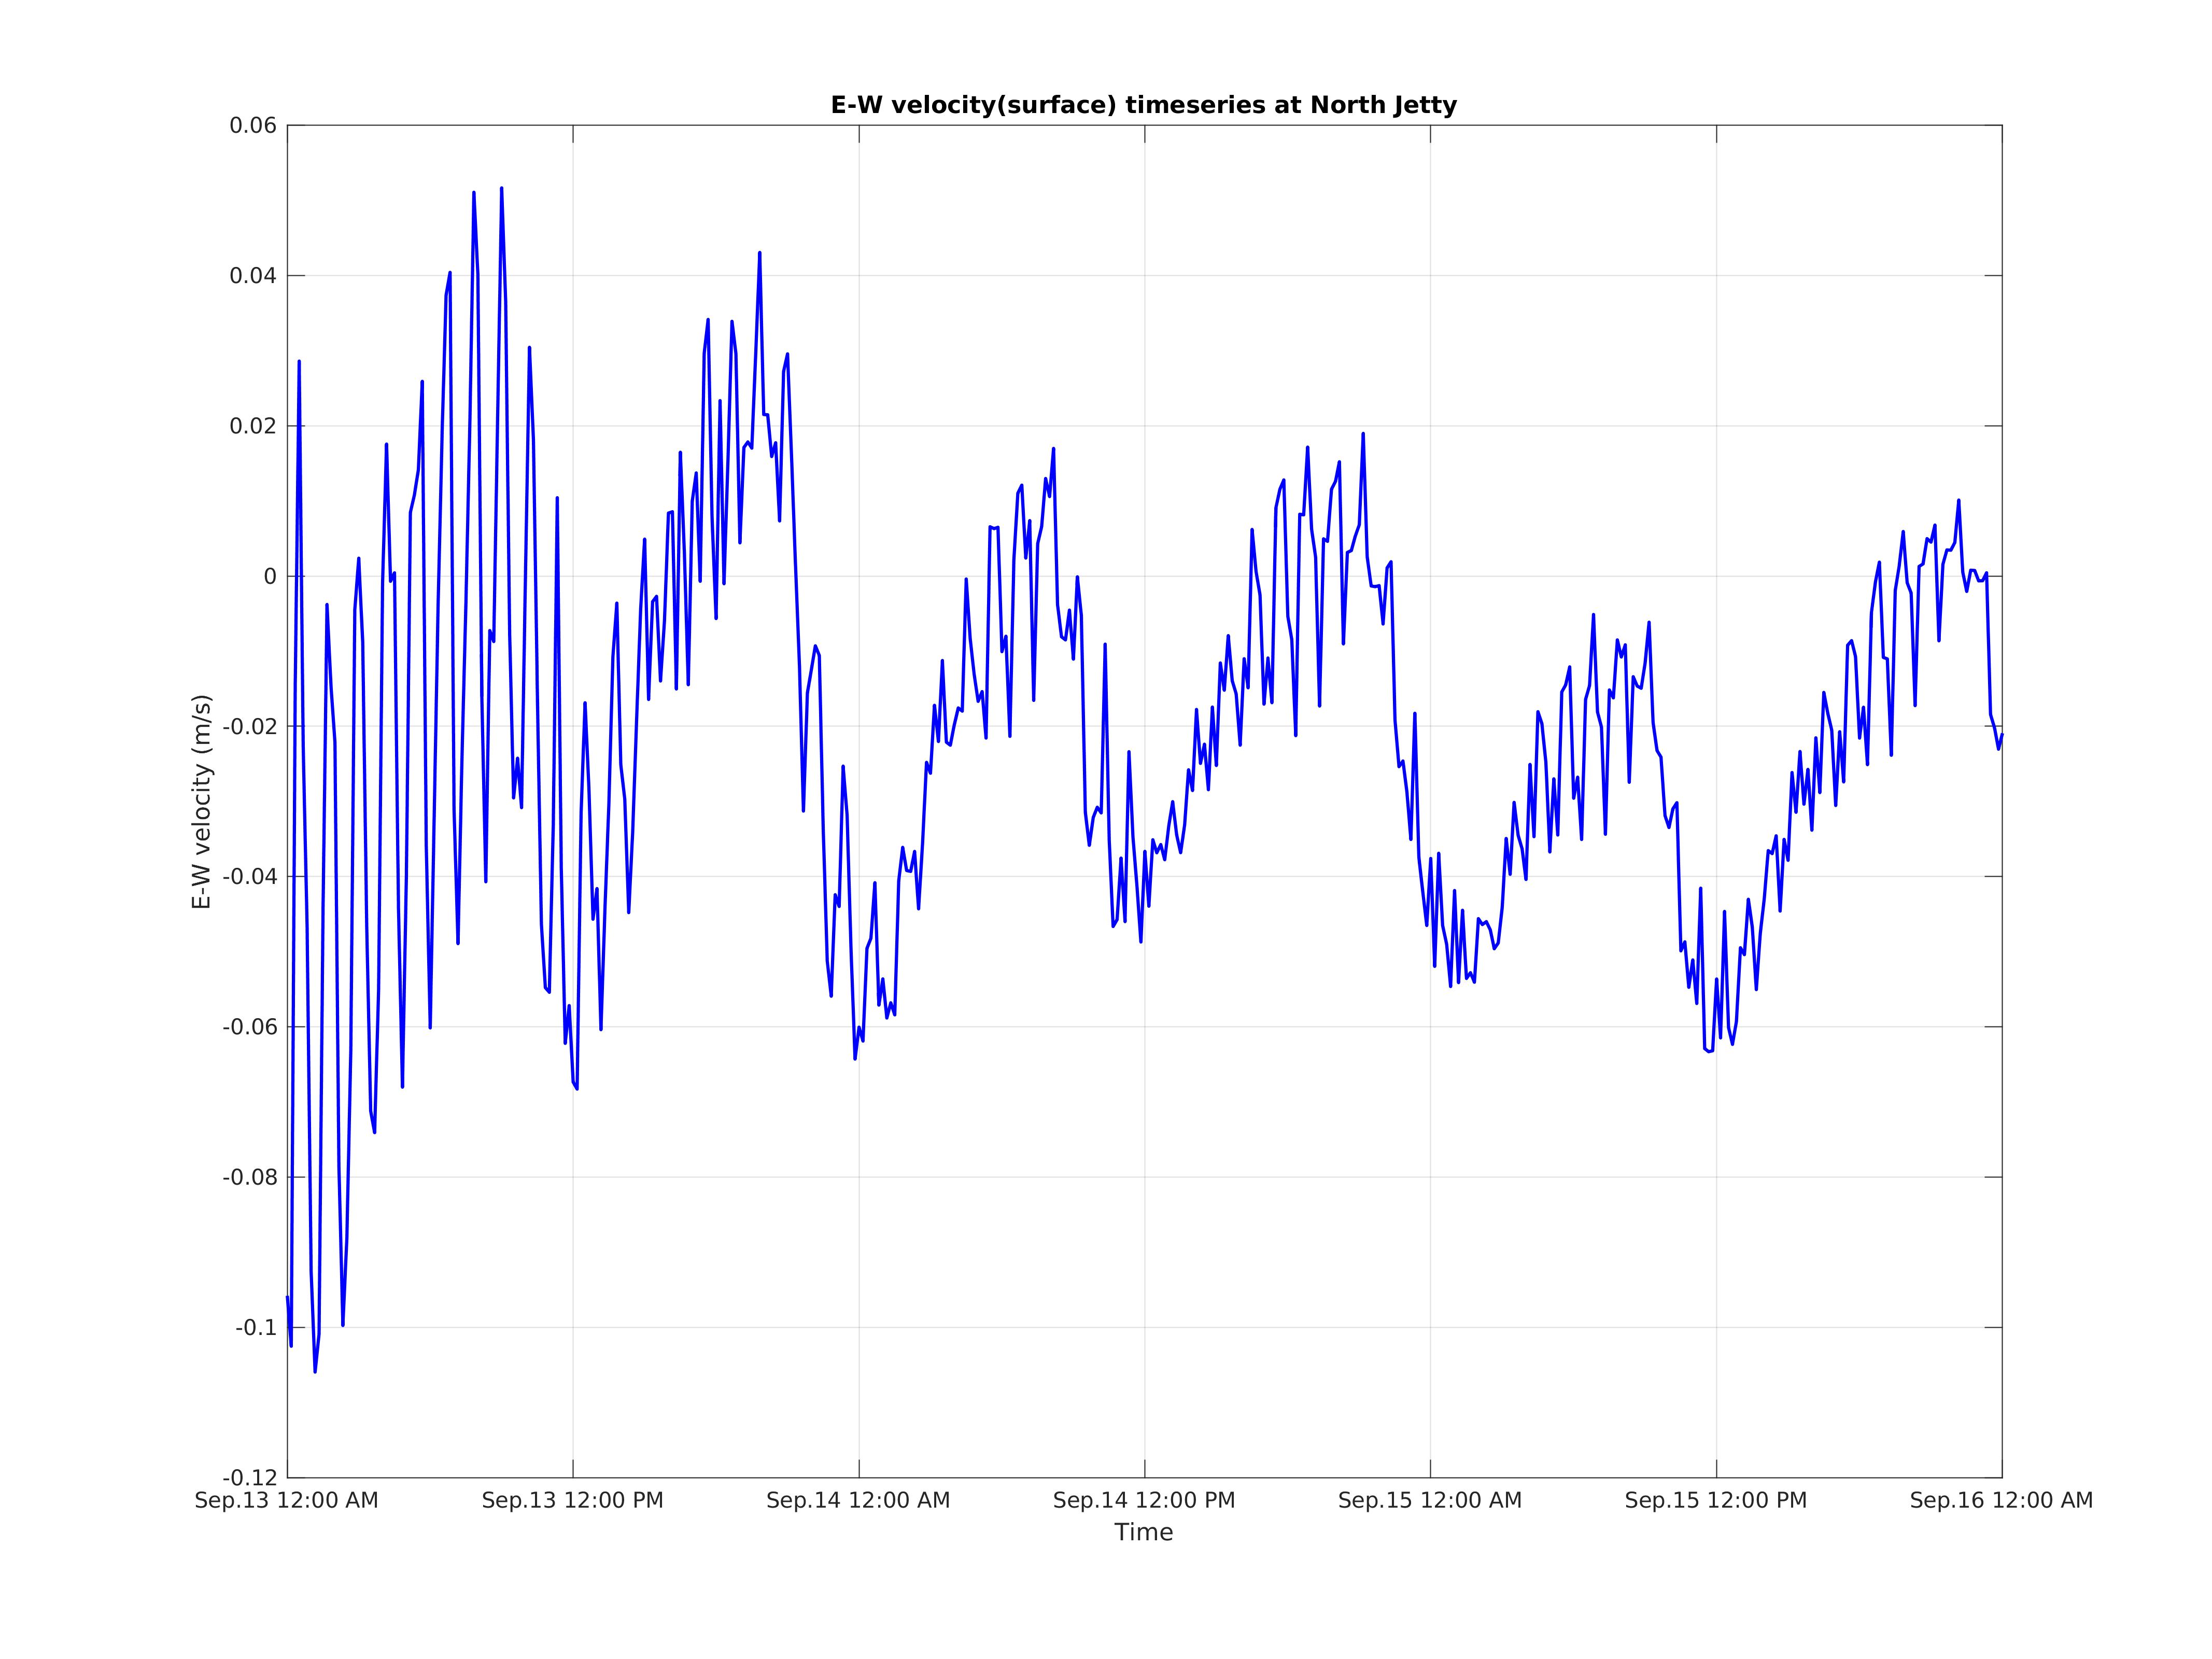 E-W velocity(surface) timeseries at North Jetty
0.06
0.04
0.02
0
-0.02
-0.04
-0.06
-0.08
-0.1
-0.12
E-W velocity (m/s)
Sep.13 12:00 AM
Sep.13 12:00 PM
Sep.14 12:00 AM
Sep.14 12:00 PM
Sep.15 12:00 AM
Sep.15 12:00 PM
Sep.16 12:00 AM
Time